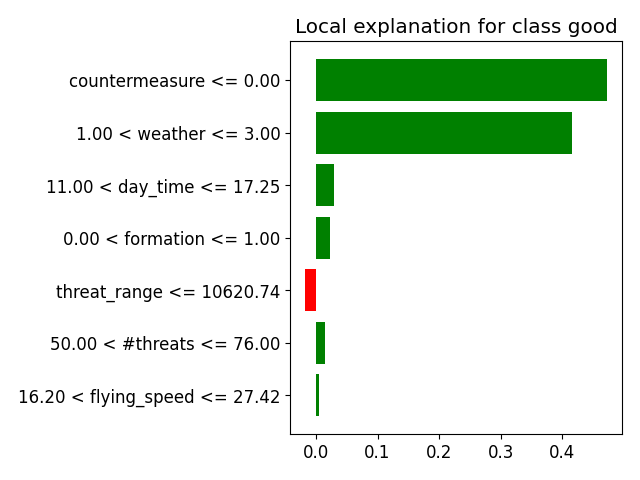 Local explanation for class good
countermeasure <= 0.00
1.00 < weather <= 3.00
11.00 < day_time <= 17.25
0.00 < formation <= 1.00
threat_range <= 10620.74
50.00 < #threats <= 76.00
16.20 < flying_speed <= 27.42
0.0 0.1 0.2 0.3 0.4